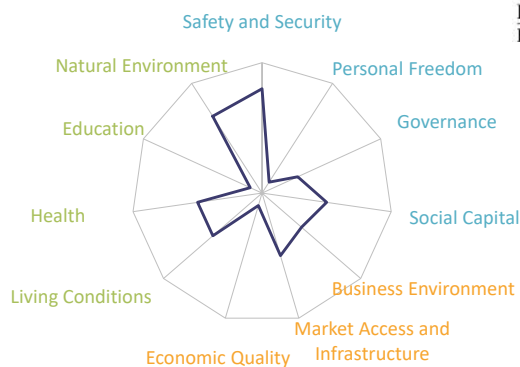 Safety and Security
Natural Environment
Personal Freedom
Education
Governance
Health
Social Capital
Living Conditions
Business Environment
Market Access and
Infrastructure
Economic Quality